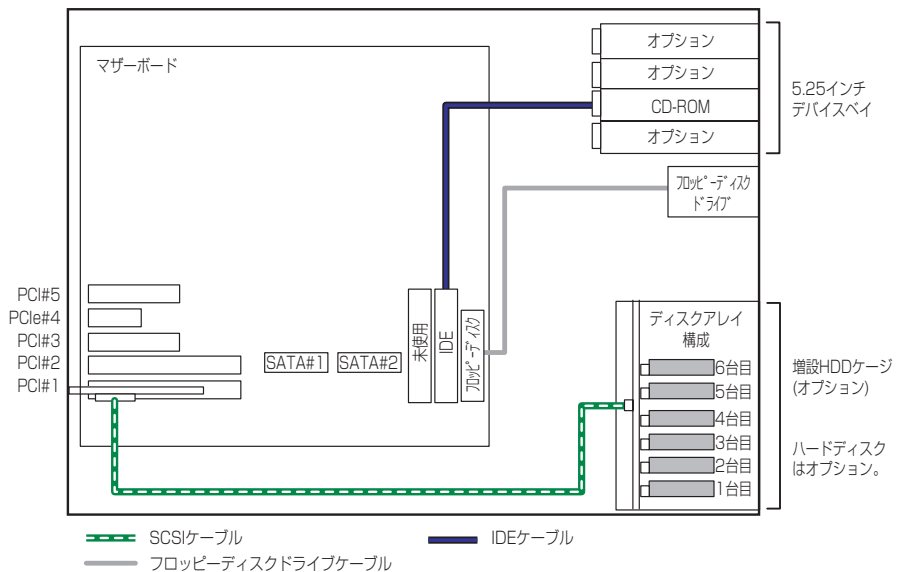 マザーボード
オプション
オプション
CD-ROM
オプション
5.25インチ
デバイスベイ
フロッピーディスク
ドライブ
PCI#5
PCIe#4
PCI#3
PCI#2
PCI#1
SATA#1
SATA#2
未使用
IDE
フロッピーディスク
ディスクアレイ
構成
6台目
5台目
4台目
3台目
2台目
1台目
増設HDDケージ
(オプション)
ハードディスク
はオプション。
SCSIケーブル
IDEケーブル
フロッピーディスクドライブケーブル